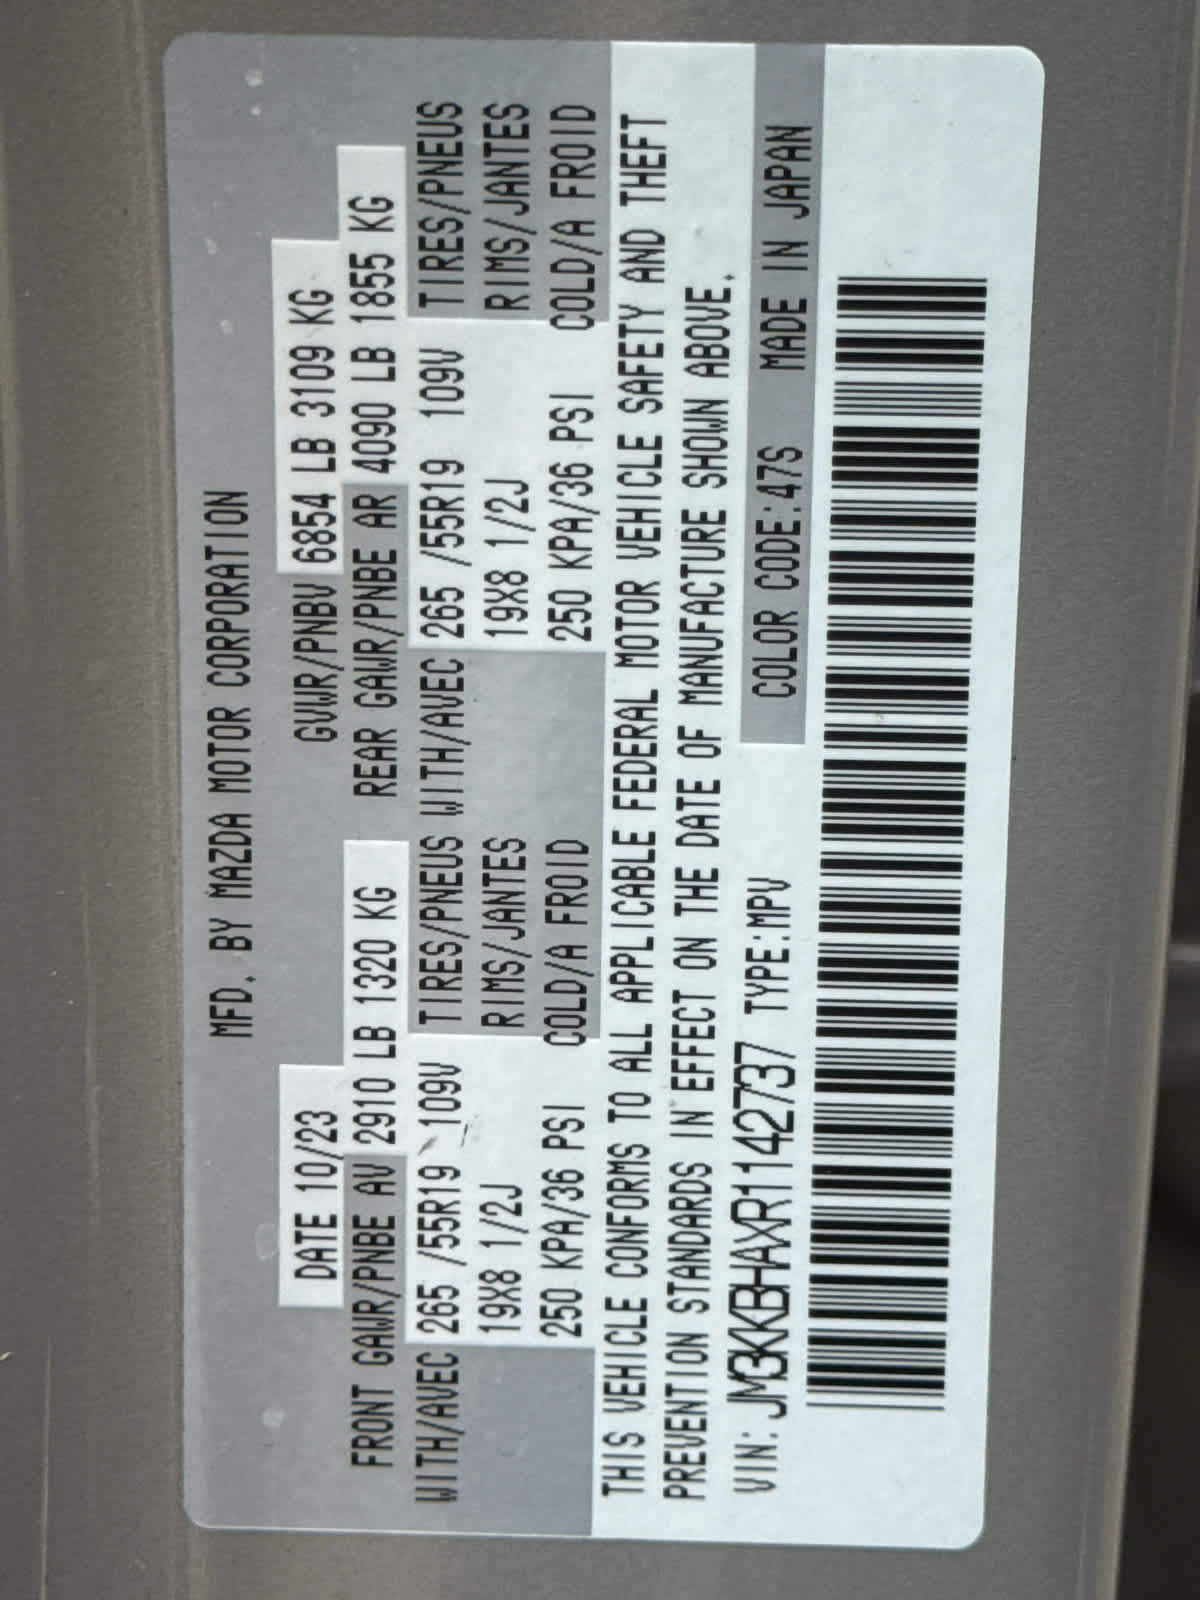 MFD. BY MAZDA MOTOR CORPORATION
DATE 10/23 GVWR/PNBV 6854 LB 3109 KG
FRONT GAWR/PNBE AV 2910 LB 1320 KG REAR GAWR/PNBE AR 4090 LB 1855 KG
WITH/AVEC 265 /55R19 109V TIRES/PNEUS WITH/AVEC 265 /55R19 109V TIRES/PNEUS
19X8 1/2J RIMS/JANTES 19X8 1/2J RIMS/JANTES
250 KPA/36 PSI COLD/A FROID 250 KPA/36 PSI COLD/A FROID
THIS VEHICLE CONFORMS TO ALL APPLICABLE FEDERAL MOTOR VEHICLE SAFETY AND THEFT
PREVENTION STANDARDS IN EFFECT ON THE DATE OF MANUFACTURE SHOWN ABOVE.
VIN: JM3KKBHAXR1142737 TYPE:MPV COLOR CODE:47S MADE IN JAPAN